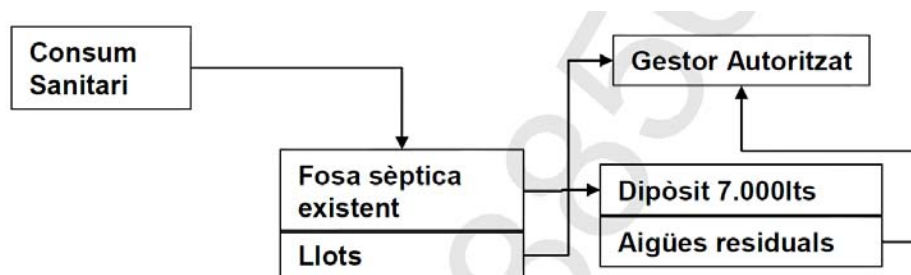 Consum
Sanitari
Gestor Autoritzat
Fosa sèptica
existent
Dipòsit 7.000lts
Llots
Aigües residuals